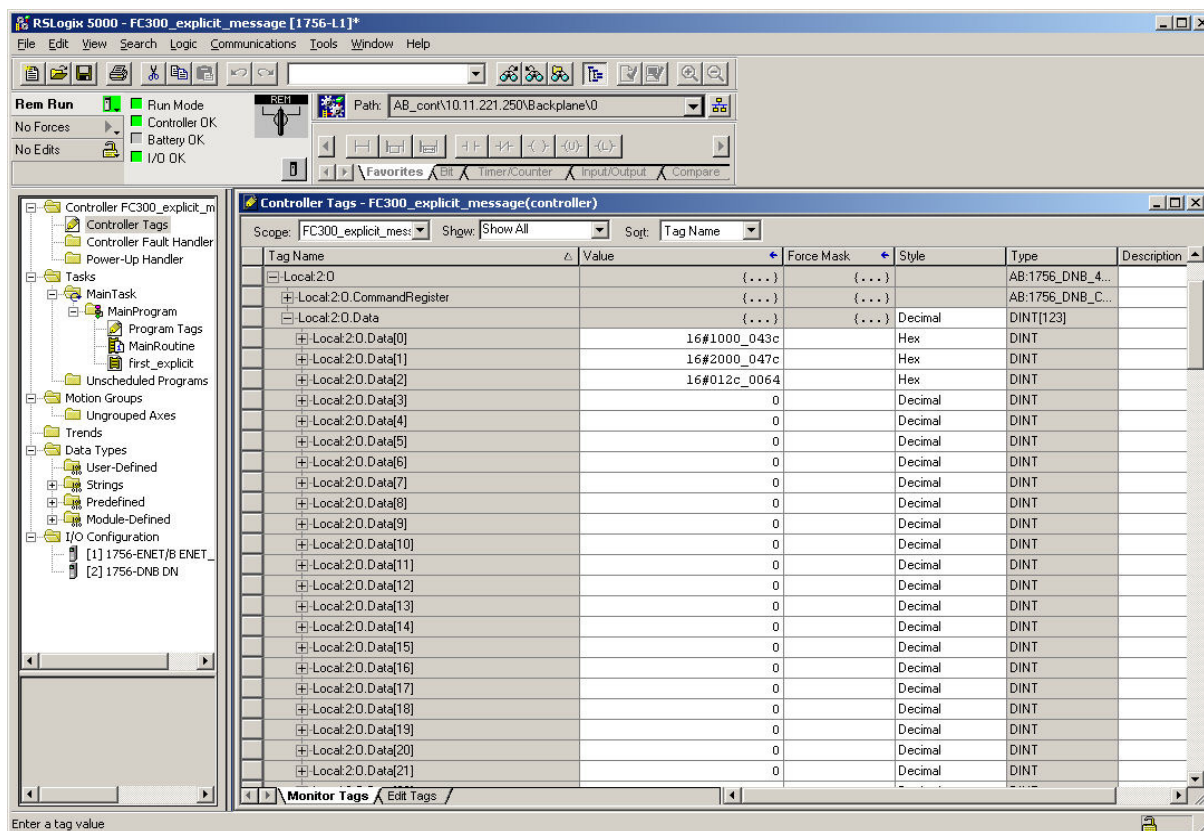 RSLogix 5000 - FC300_explicit_message [1756-L1]*
File Edit View Search Logic Communications Tools Window Help
Rem Run Run Mode REM Path: AB_cont\10.11.221.250\Backplane\0
No Forces Controller OK
Battery OK
No Edits I/O OK
Favorites Bit Timer/Counter Input/Output Compare
Controller FC300_explicit_m
Controller Tags
Controller Fault Handler
Power-Up Handler
Tasks
MainTask
MainProgram
Program Tags
MainRoutine
first_explicit
Unscheduled Programs
Motion Groups
Ungrouped Axes
Trends
Data Types
User-Defined
Strings
Predefined
Module-Defined
I/O Configuration
[1] 1756-ENET/B ENET_
[2] 1756-DNB DN
Controller Tags - FC300_explicit_message(controller)
Scope: FC300_explicit_mess Show: Show All Sort: Tag Name
Tag Name Value Force Mask Style Type Description
Local:2:O {...} {...} AB:1756_DNB_4...
Local:2:O.CommandRegister {...} {...} AB:1756_DNB_C...
Local:2:O.Data {...} {...} Decimal DINT[123]
Local:2:O.Data[0] 16#1000_043c Hex DINT
Local:2:O.Data[1] 16#2000_047c Hex DINT
Local:2:O.Data[2] 16#012c_0064 Hex DINT
Local:2:O.Data[3] 0 Decimal DINT
Local:2:O.Data[4] 0 Decimal DINT
Local:2:O.Data[5] 0 Decimal DINT
Local:2:O.Data[6] 0 Decimal DINT
Local:2:O.Data[7] 0 Decimal DINT
Local:2:O.Data[8] 0 Decimal DINT
Local:2:O.Data[9] 0 Decimal DINT
Local:2:O.Data[10] 0 Decimal DINT
Local:2:O.Data[11] 0 Decimal DINT
Local:2:O.Data[12] 0 Decimal DINT
Local:2:O.Data[13] 0 Decimal DINT
Local:2:O.Data[14] 0 Decimal DINT
Local:2:O.Data[15] 0 Decimal DINT
Local:2:O.Data[16] 0 Decimal DINT
Local:2:O.Data[17] 0 Decimal DINT
Local:2:O.Data[18] 0 Decimal DINT
Local:2:O.Data[19] 0 Decimal DINT
Local:2:O.Data[20] 0 Decimal DINT
Local:2:O.Data[21] 0 Decimal DINT
Monitor Tags Edit Tags
Enter a tag value